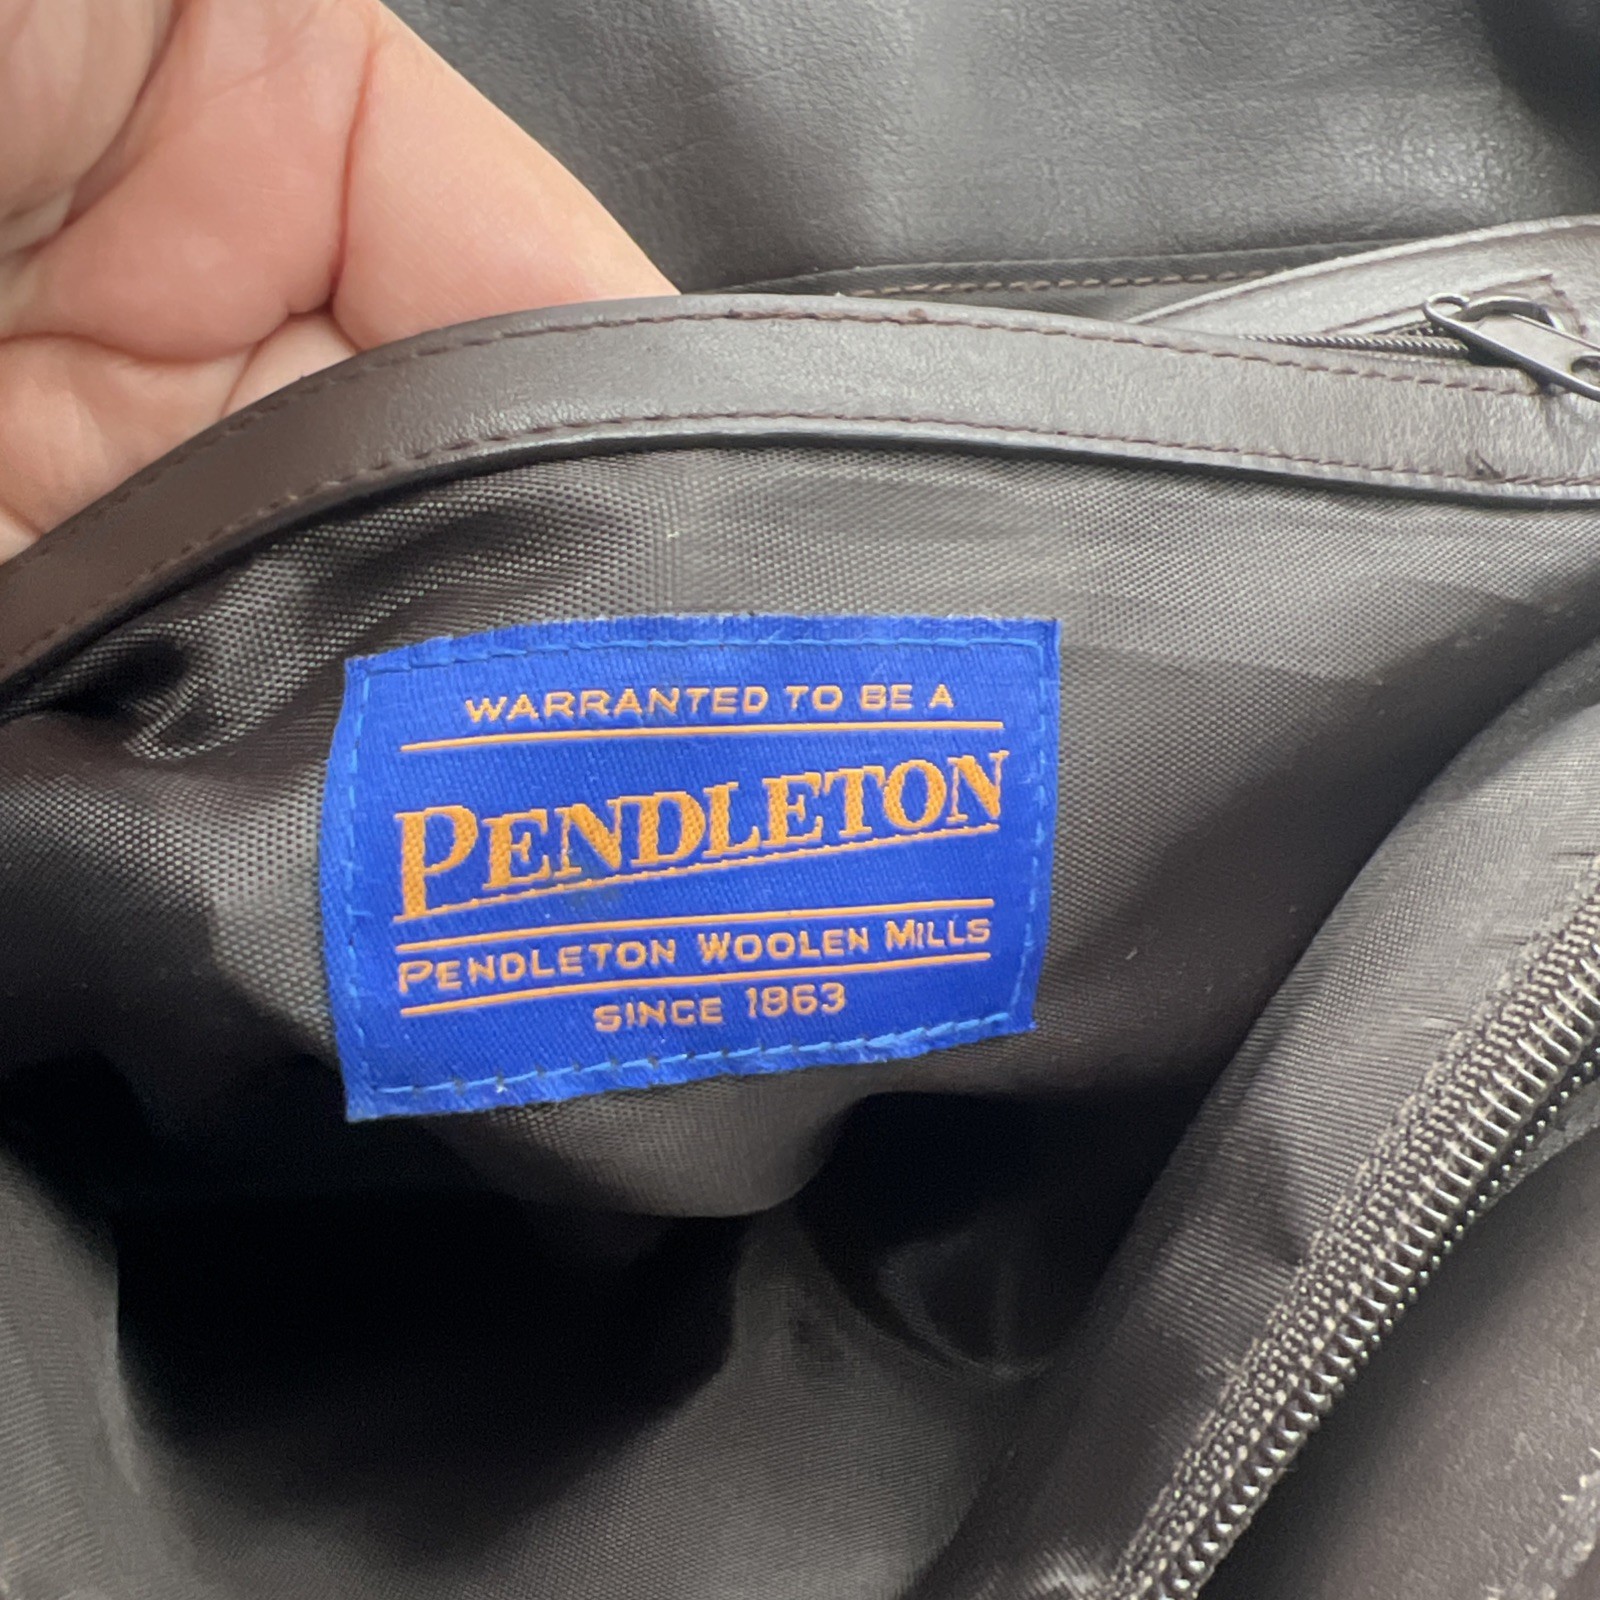 WARRANTED TO BE A
PENDLETON
PENDLETON WOOLEN MILLS
SINCE 1863